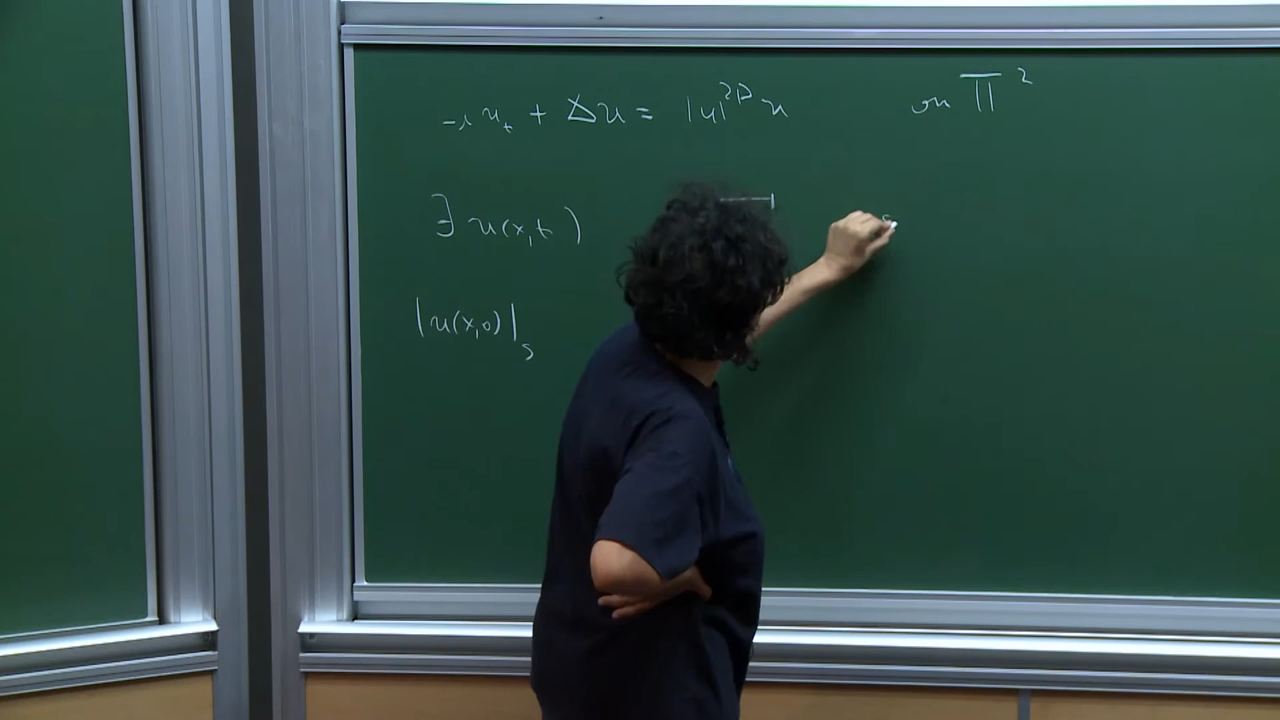 -i u_t + Δu = |u|^{2p} u on 𝕋^2
∃ u(x,t)
|u(x,0)|_s